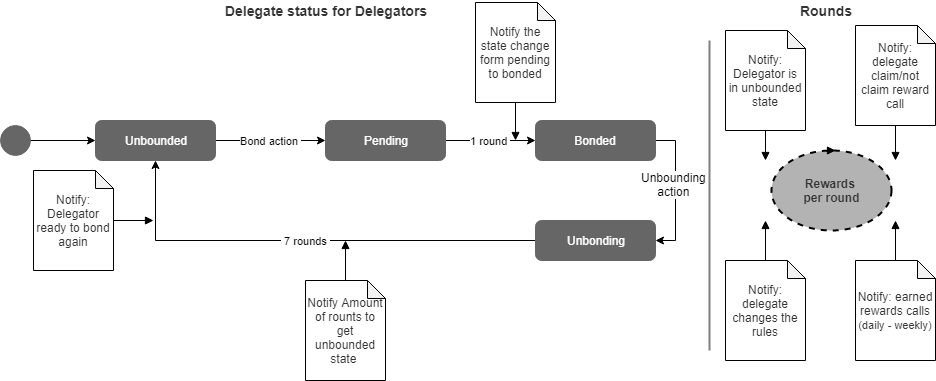 Delegate status for Delegators
Rounds
Notify the
state change
form pending
to bonded
Notify:
Delegator is
in unbounded
state
Notify:
delegate
claim/not
claim reward
call
Unbounded
Bond action
Pending
1 round
Bonded
Unbounding
action
Rewards
per round
Notify:
Delegator
ready to bond
again
7 rounds
Unbonding
Notify Amount
of rounts to
get
unbounded
state
Notify:
delegate
changes the
rules
Notify: earned
rewards calls
(daily - weekly)